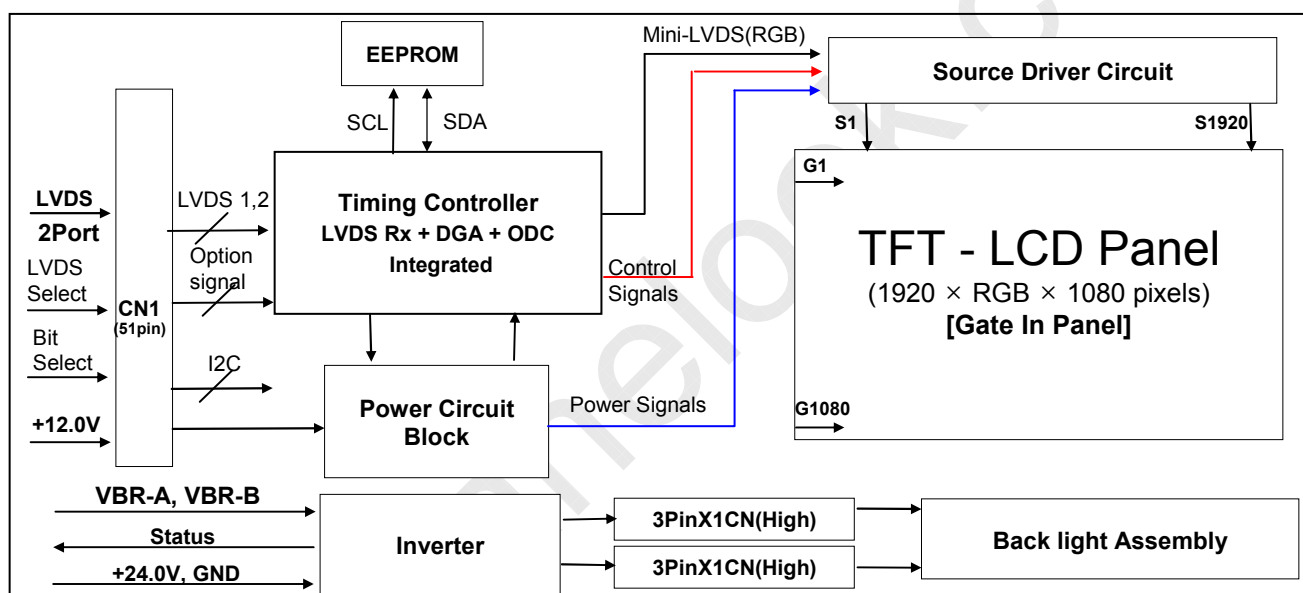 EEPROM
SCL
SDA
Mini-LVDS(RGB)
Source Driver Circuit
S1
S1920
LVDS
2Port
LVDS
Select
Bit
Select
+12.0V
CN1
(51pin)
LVDS 1,2
Option
signal
I2C
Timing Controller
LVDS Rx + DGA + ODC
Integrated
Control
Signals
Power Circuit
Block
Power Signals
G1
TFT - LCD Panel
(1920 × RGB × 1080 pixels)
[Gate In Panel]
G1080
VBR-A, VBR-B
Status
+24.0V, GND
Inverter
3PinX1CN(High)
3PinX1CN(High)
Back light Assembly